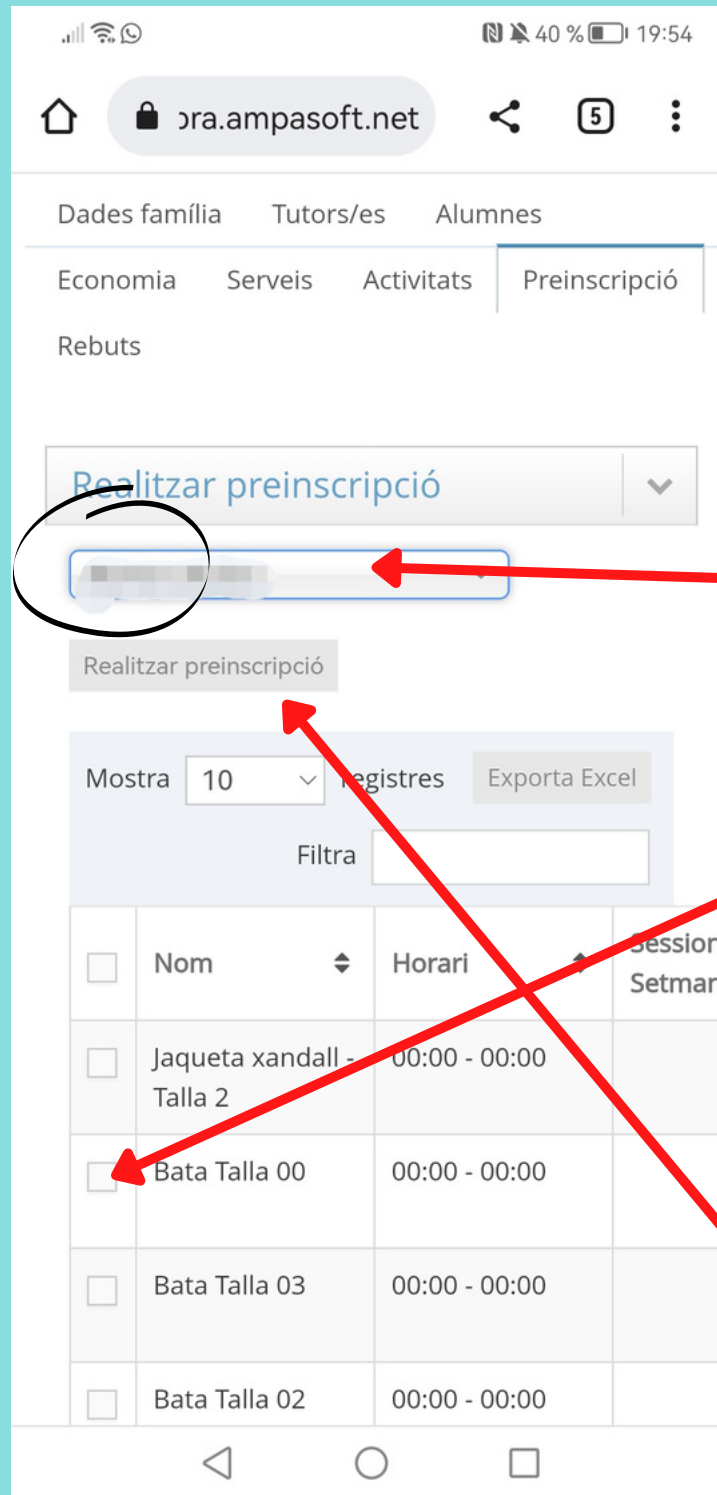 40 % 19:54
ora.ampasoft.net 5
Dades família Tutors/es Alumnes
Economia Serveis Activitats Preinscripció
Rebuts
Realitzar preinscripció
Realitzar preinscripció
Mostra 10 registres Exporta Excel
Filtra
Nom Horari
Jaqueta xandall - 00:00 - 00:00
Talla 2
Bata Talla 00 00:00 - 00:00
Bata Talla 03 00:00 - 00:00
Bata Talla 02 00:00 - 00:00